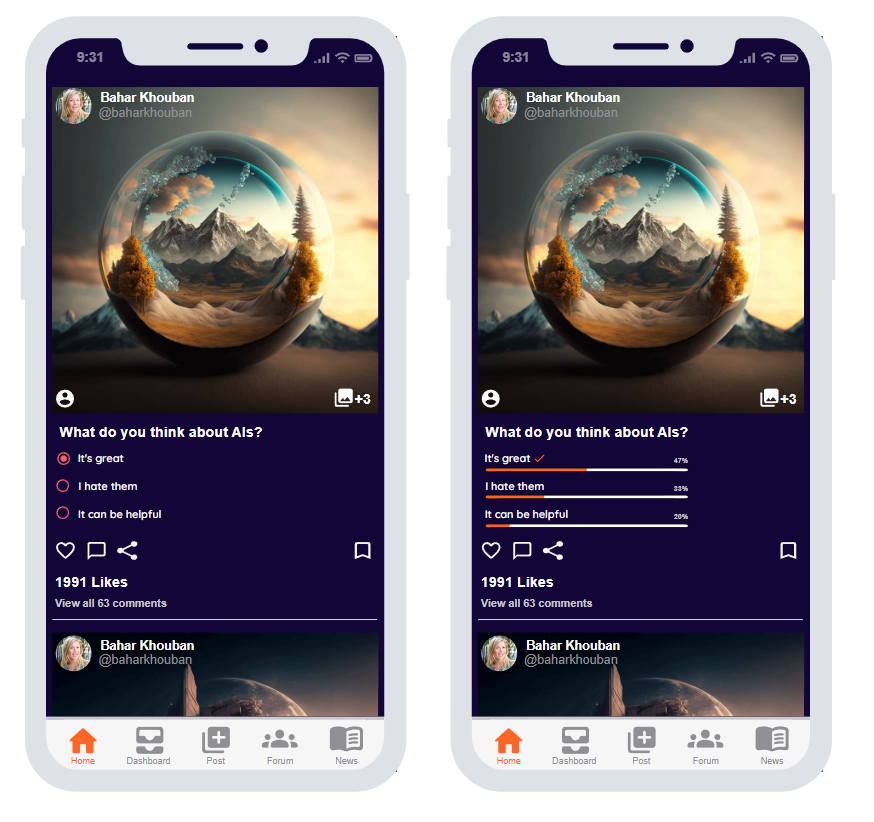 9:31
Bahar Khouban
@baharkhouban
+3
What do you think about AIs?
It's great
I hate them
It can be helpful
1991 Likes
View all 63 comments
Bahar Khouban
@baharkhouban
Home Dashboard Post Forum News
9:31
Bahar Khouban
@baharkhouban
+3
What do you think about AIs?
It's great 47%
I hate them 33%
It can be helpful 20%
1991 Likes
View all 63 comments
Bahar Khouban
@baharkhouban
Home Dashboard Post Forum News